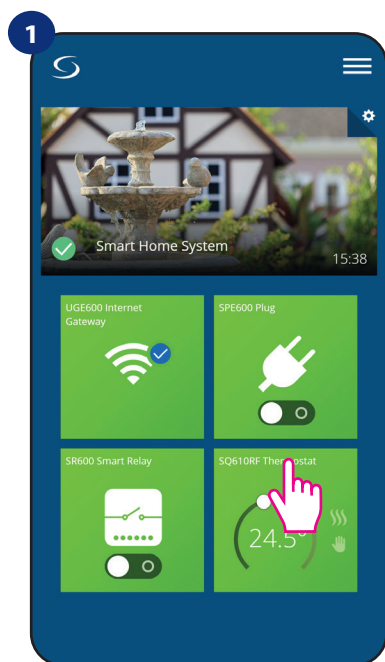 1
Smart Home System
15:38
UGE600 Internet
Gateway
SPE600 Plug
SR600 Smart Relay
SQ610RF Thermostat
24.5°